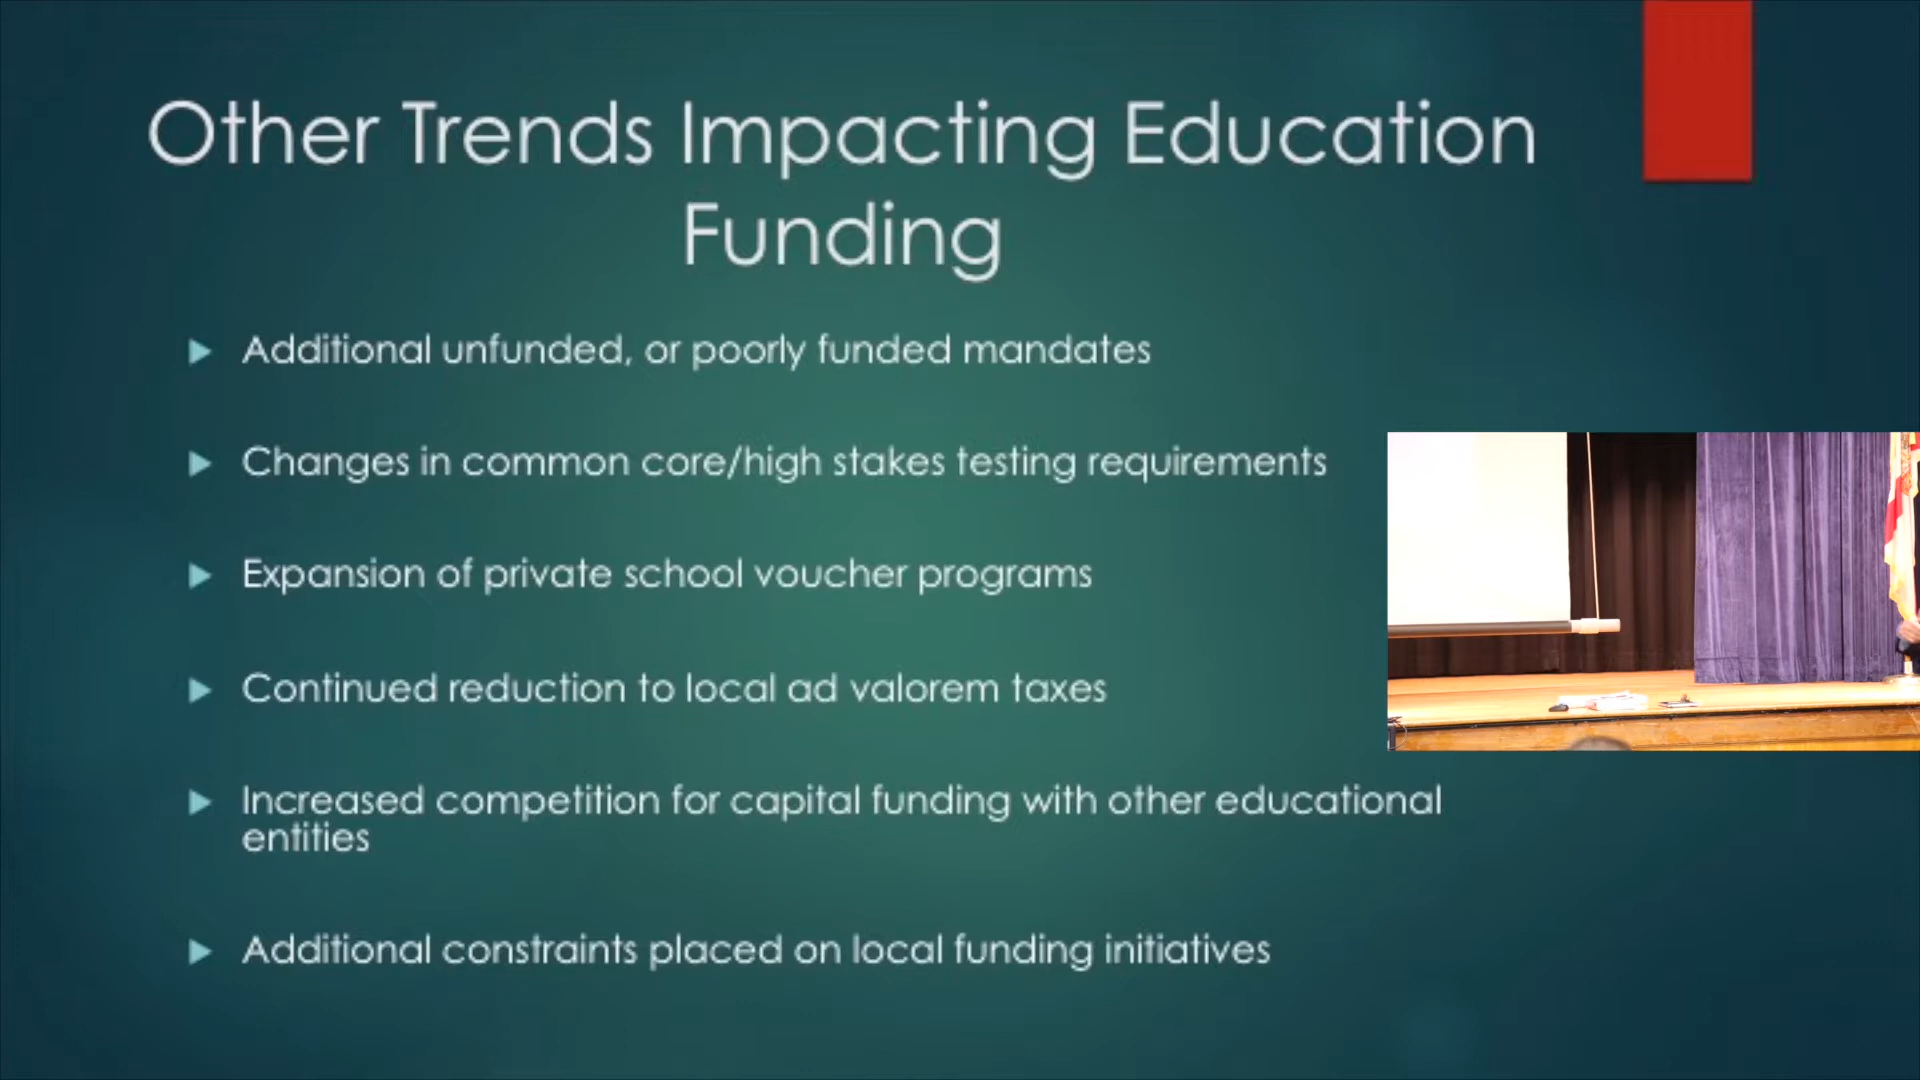 Other Trends Impacting Education
Funding
Additional unfunded, or poorly funded mandates
Changes in common core/high stakes testing requirements
Expansion of private school voucher programs
Continued reduction to local ad valorem taxes
Increased competition for capital funding with other educational
entities
Additional constraints placed on local funding initiatives